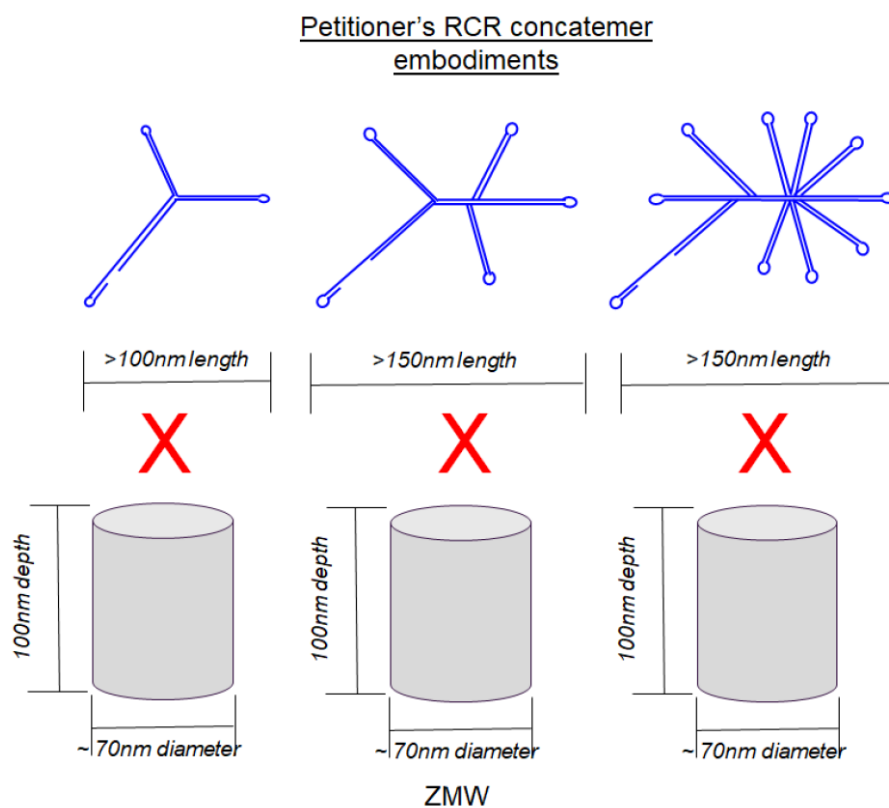 Petitioner's RCR concatemer
embodiments
>100nm length
>150nm length
>150nm length
X
X
X
100nm depth
100nm depth
100nm depth
~70nm diameter
~70nm diameter
~70nm diameter
ZMW